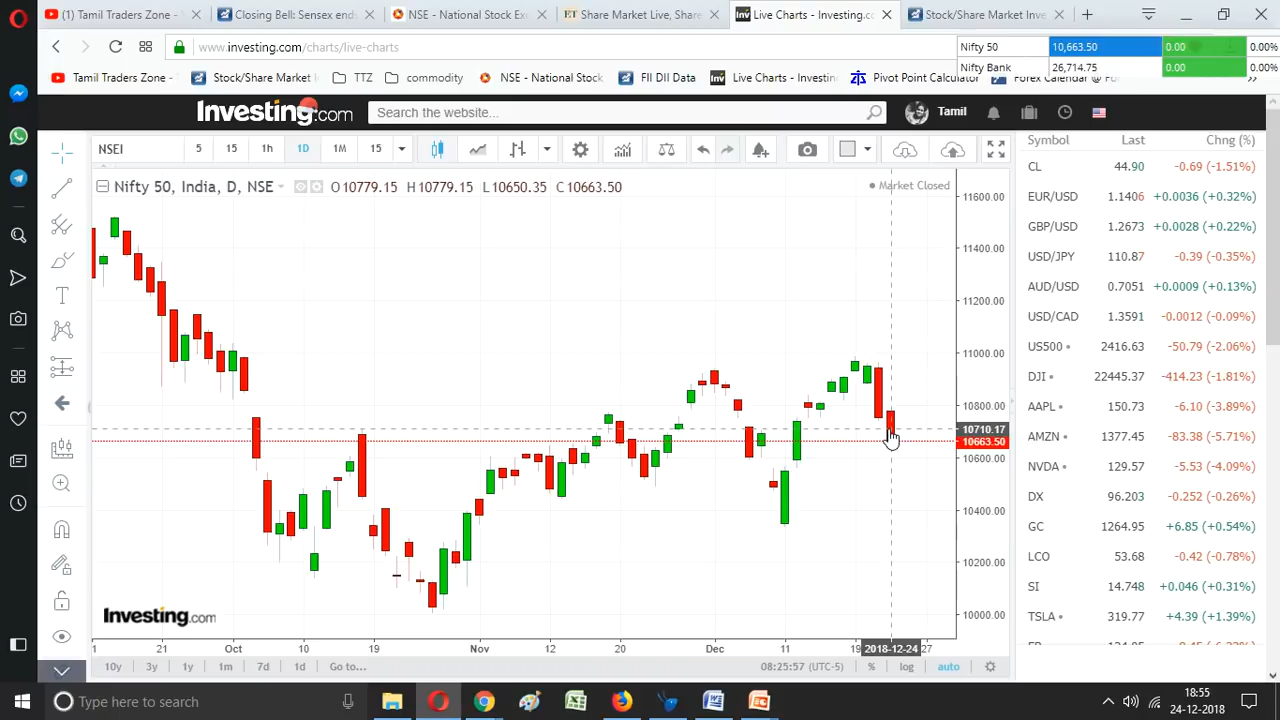 (1) Tamil Traders Zone -
Closing Bell: Sensex end
NSE - National Stock Ex
ET Share Market Live, Share
Inv Live Charts - Investing.co
Stock/Share Market Inve
www.investing.com/charts/live-charts
Nifty 50 10,663.50 0.00 0.00%
Nifty Bank 26,714.75 0.00 0.00%
Tamil Traders Zone -
Stock/Share Market I
TTZ
commodity
NSE - National Stock
FII DII Data
Inv Live Charts - Investin
Pivot Point Calculator
Forex Calendar @ Fo
Investing.com
Search the website...
Tamil
NSEI 5 15 1h 1D 1W 15
Symbol Last Chng (%)
Nifty 50, India, D, NSE O10779.15 H10779.15 L10650.35 C10663.50
Market Closed
11600.00
11400.00
11200.00
11000.00
10800.00
10710.17
10663.50
10600.00
10400.00
10200.00
10000.00
CL 44.90 -0.69 (-1.51%)
EUR/USD 1.1406 +0.0036 (+0.32%)
GBP/USD 1.2673 +0.0028 (+0.22%)
USD/JPY 110.87 -0.39 (-0.35%)
AUD/USD 0.7051 +0.0009 (+0.13%)
USD/CAD 1.3591 -0.0012 (-0.09%)
US500 2416.63 -50.79 (-2.06%)
DJI 22445.37 -414.23 (-1.81%)
AAPL 150.73 -6.10 (-3.89%)
AMZN 1377.45 -83.38 (-5.71%)
NVDA 129.57 -5.53 (-4.09%)
DX 96.203 -0.252 (-0.26%)
GC 1264.95 +6.85 (+0.54%)
LCO 53.68 -0.42 (-0.78%)
SI 14.748 +0.046 (+0.31%)
TSLA 319.77 +4.39 (+1.39%)
Investing.com
1 21 Oct 10 19 Nov 12 20 Dec 11 19 2018-12-24 27
10y 3y 1y 1m 7d 1d Go to... 08:25:57 (UTC-5) % log auto
Type here to search
18:55
24-12-2018